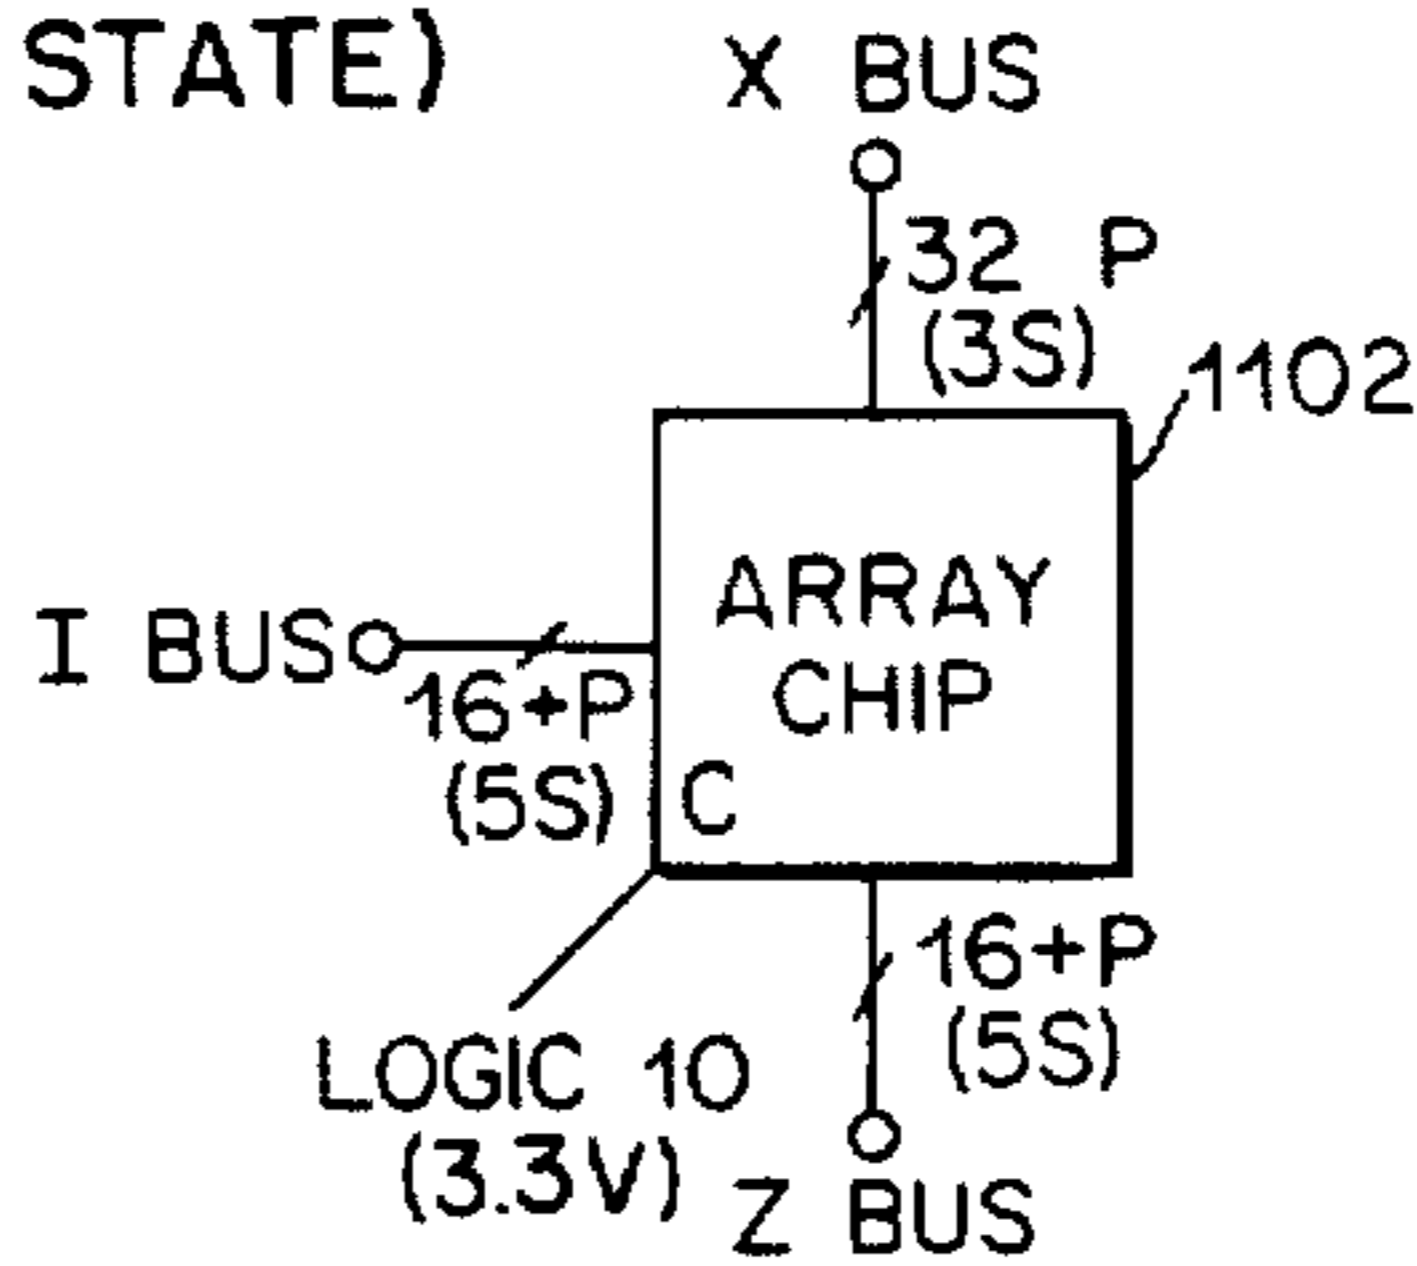 STATE)
X BUS
32 P
(3S)
1102
ARRAY
CHIP
I BUS
16+P
(5S)
C
16+P
(5S)
LOGIC 10
(3.3V)
Z BUS